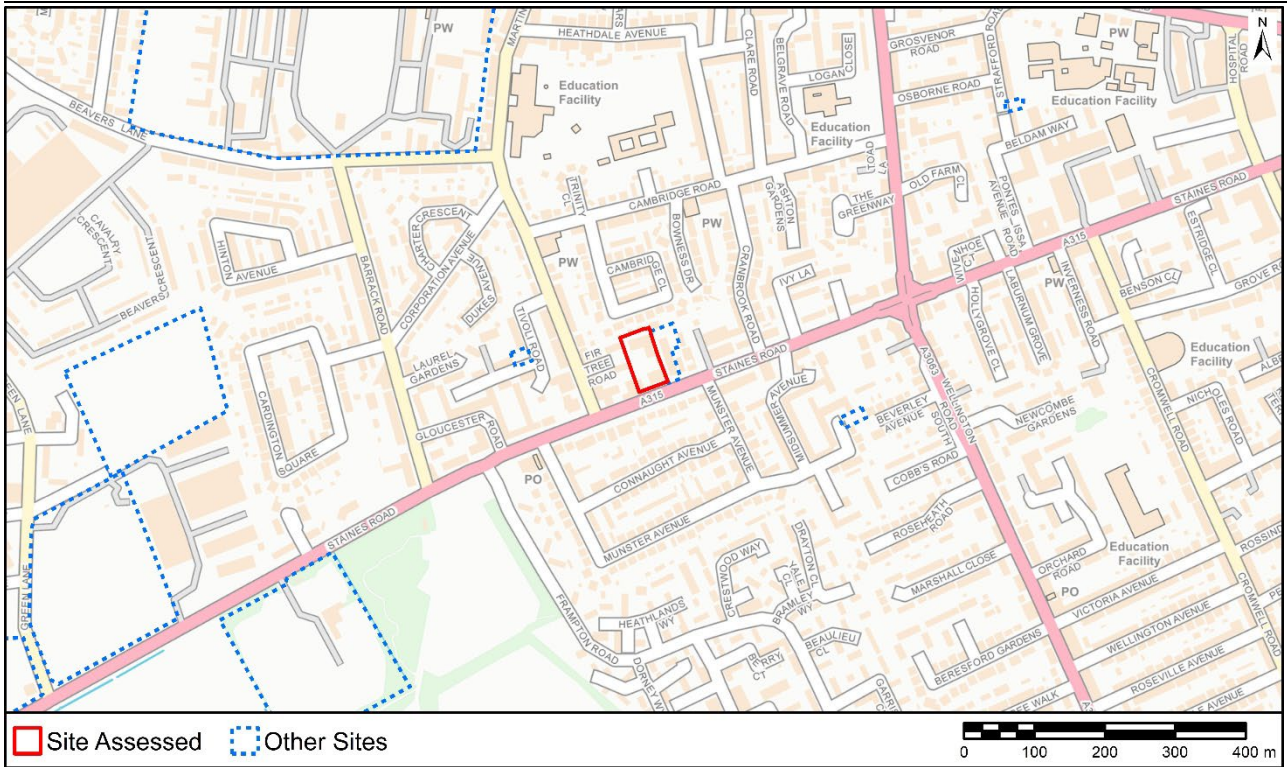 PW
MARTIN
HEATHDALE AVENUE
CLARE ROAD
BELGRAVE ROAD
LOGAN
CLOSE
GROSVENOR
ROAD
STRAFFORD ROAD
PW
HOSPITAL
ROAD
N
OSBORNE ROAD
Education
Facility
Education
Facility
Education Facility
BEAVERS LANE
BELDAM WAY
TRINITY
CL
CAMBRIDGE ROAD
ASHTON
GARDENS
OLD FARM
CL
THE
GREENWAY
STAINES ROAD
A315
PONTES
AVENUE
ISSA
ROAD
CAVALRY
CRESCENT
BEAVERS
CRESCENT
HINTON
AVENUE
CHARTER CRESCENT
CORPORATION AVENUE
DUKES
AVENUE
BARRACK ROAD
PW
PW
BOWNESS DR
CAMBRIDGE CL
CRANBROOK ROAD
IVY LA
HOLLYGROVE CL
LABURNUM GROVE
PW
INVERNESS ROAD
BENSON CL
ESTRIDGE CL
GROVE
TIVOLI ROAD
FIR
TREE
ROAD
LAUREL
GARDENS
GLOUCESTER
ROAD
STAINES ROAD
A315
CARDINGTON
SQUARE
MUNSTER AVENUE
MIDSUMMER
AVENUE
BEVERLEY
AVENUE
A3063
WELLINGTON
ROAD
SOUTH
NEWCOMBE
GARDENS
CROMWELL ROAD
Education
Facility
CONNAUGHT AVENUE
COBB'S ROAD
PO
STAINES ROAD
MUNSTER AVENUE
ROSEHEATH ROAD
DRAYTON CL
MARSHALL CLOSE
ORCHARD
ROAD
Education
Facility
PO
VICTORIA AVENUE
WELLINGTON AVENUE
ROSEVILLE AVENUE
CROMWELL ROAD
GREEN LANE
FRAMPTON ROAD
HEATHLANDS
WY
YALE
CL
BRAMLEY
WY
BEAULIEU
CL
BERESFORD GARDENS
Site Assessed
Other Sites
0 100 200 300 400 m